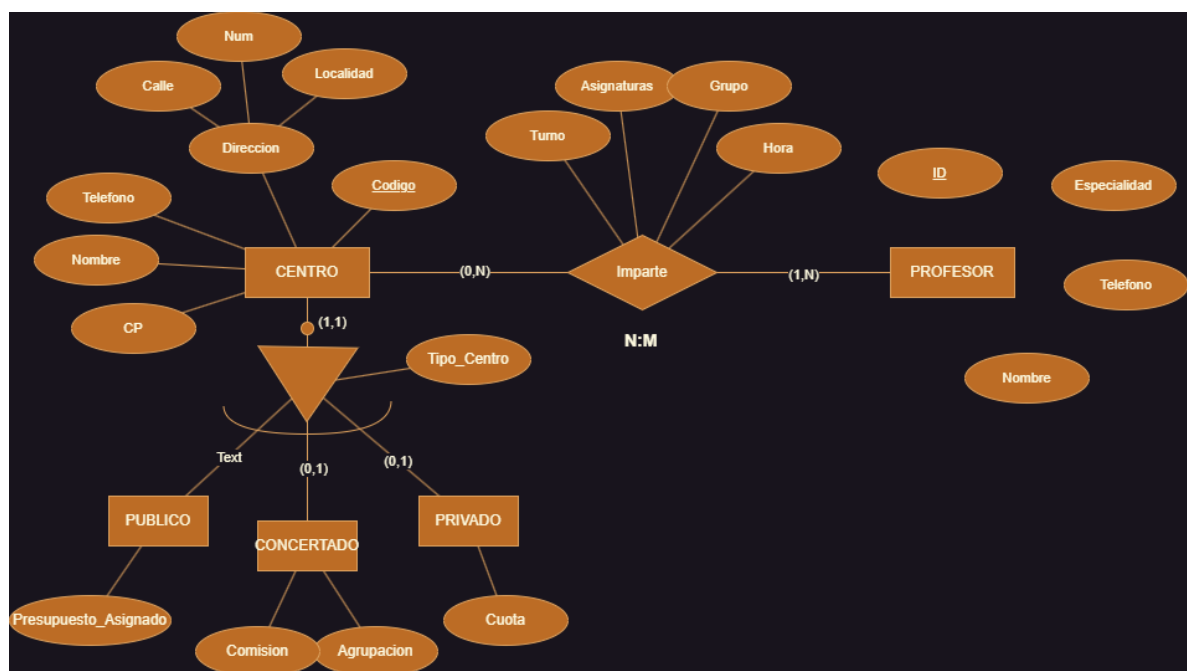 Num
Calle
Localidad
Direccion
Telefono
Codigo
Nombre
CENTRO
CP
(0,N)
(1,1)
Turno
Asignaturas
Grupo
Hora
Imparte
N:M
(1,N)
ID
Especialidad
PROFESOR
Telefono
Nombre
Tipo_Centro
Text
(0,1)
(0,1)
PUBLICO
CONCERTADO
PRIVADO
Presupuesto_Asignado
Comision
Agrupacion
Cuota